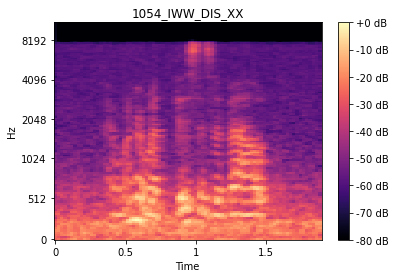 1054_IWW_DIS_XX
+0 dB
8192
-10 dB
4096
-20 dB
-30 dB
2048
-40 dB
Hz
1024
-50 dB
512
-60 dB
-70 dB
0
-80 dB
0 0.5 1 1.5
Time